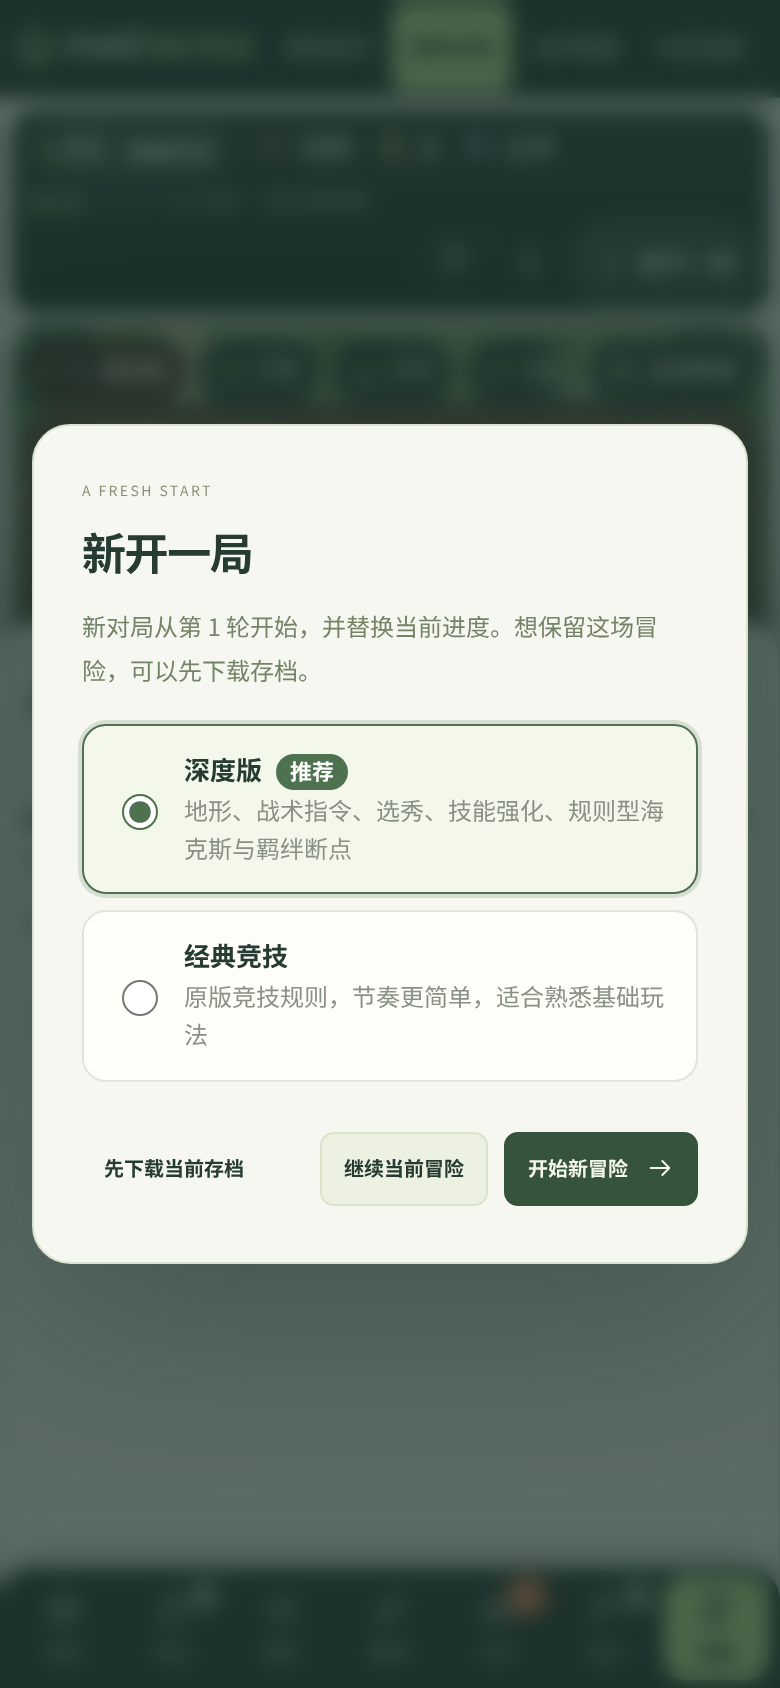 A FRESH START
新开一局
新对局从第 1 轮开始，并替换当前进度。想保留这场冒
险，可以先下载存档。
深度版 推荐
地形、战术指令、选秀、技能强化、规则型海
克斯与羁绊断点
经典竞技
原版竞技规则，节奏更简单，适合熟悉基础玩
法
先下载当前存档 继续当前冒险 开始新冒险 →